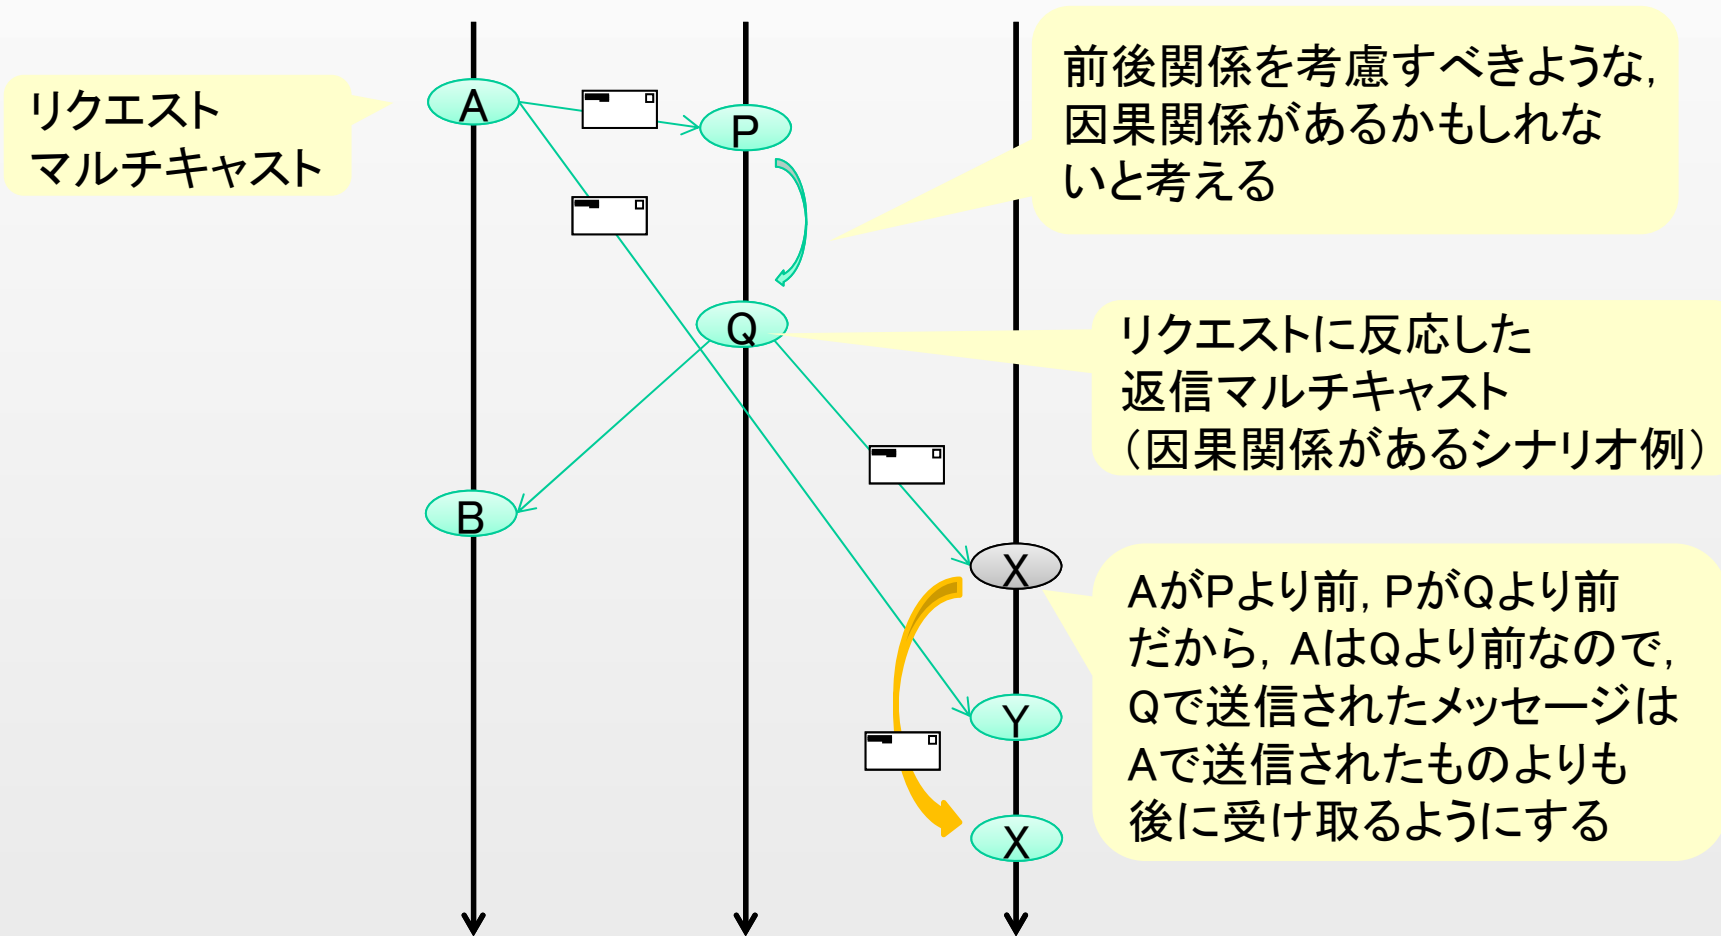 リクエスト
マルチキャスト
A
P
前後関係を考慮すべきような,
因果関係があるかもしれな
いと考える
Q
リクエストに反応した
返信マルチキャスト
（因果関係があるシナリオ例）
B
X
AがPより前, PがQより前
だから, AはQより前なので,
Qで送信されたメッセージは
Aで送信されたものよりも
後に受け取るようにする
Y
X